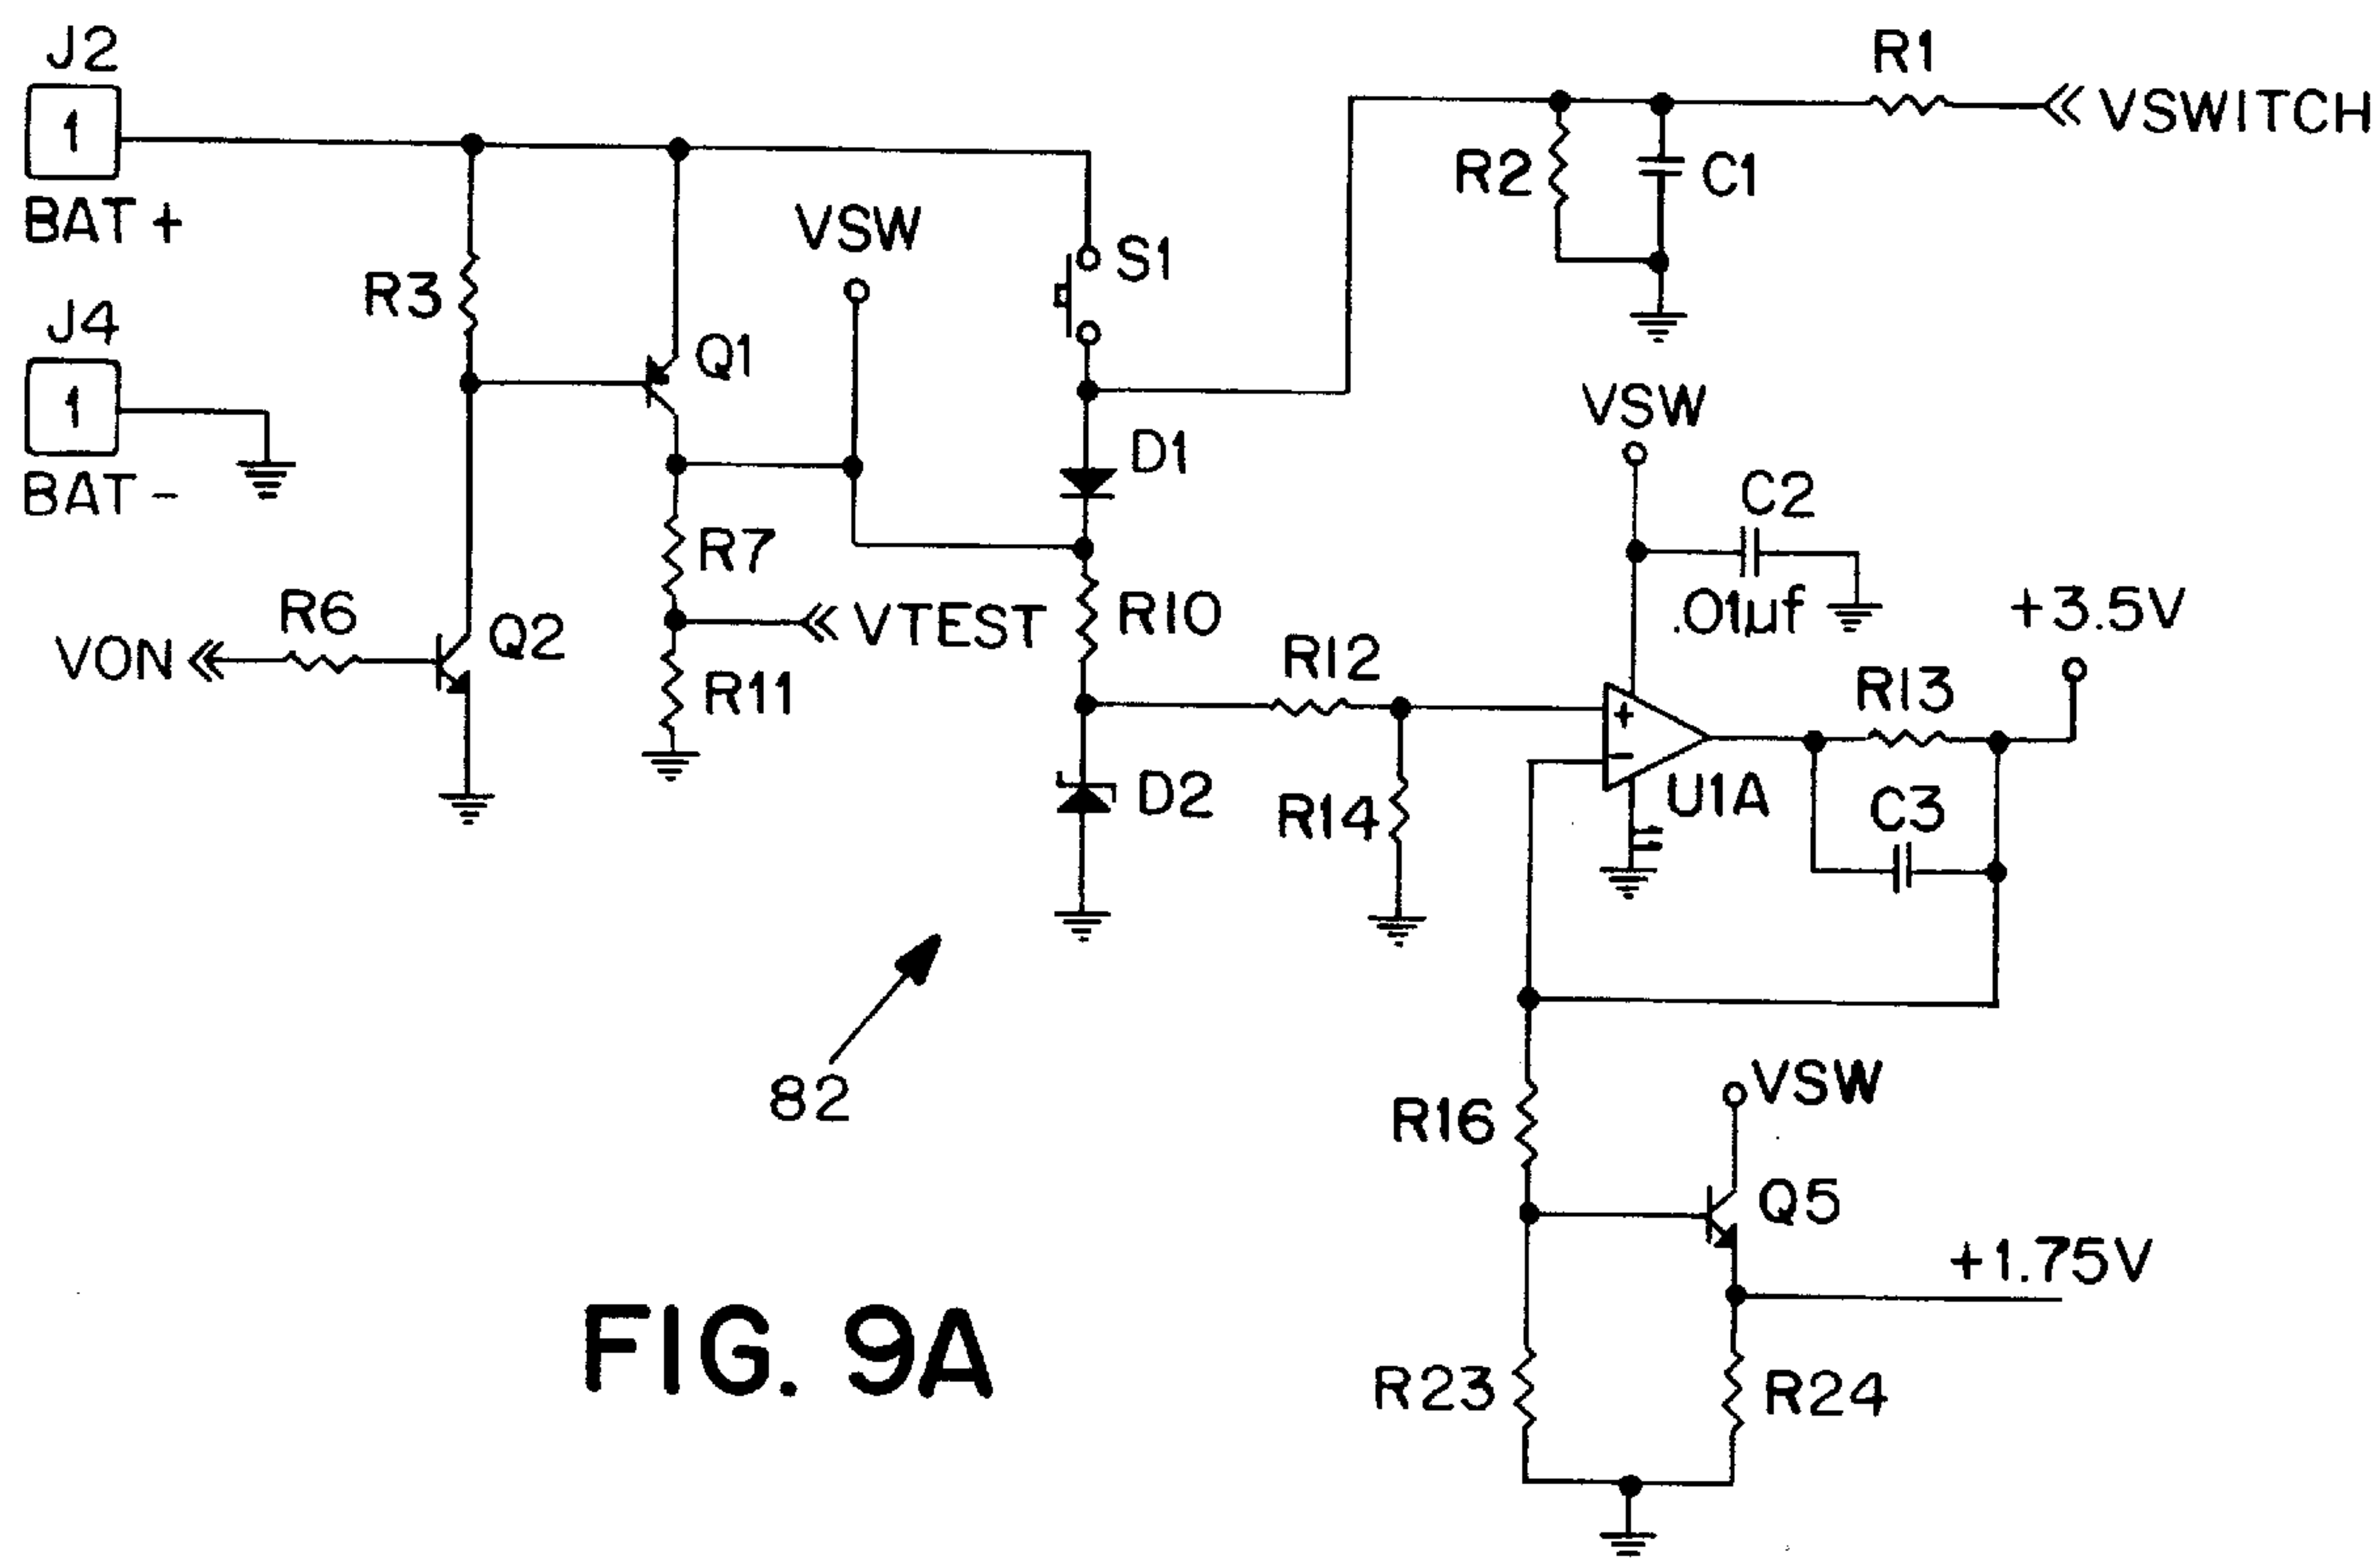 J2
1
BAT +
J4
1
BAT -
R3
Q1
VSW
S1
R1
VSWITCH
R2
C1
D1
VSW
C2
.01µf
+3.5V
R7
VTEST
R10
R6
VON
Q2
R11
R12
R13
+
-
U1A
C3
D2
R14
82
R16
VSW
Q5
+1.75V
R23
R24
FIG. 9A